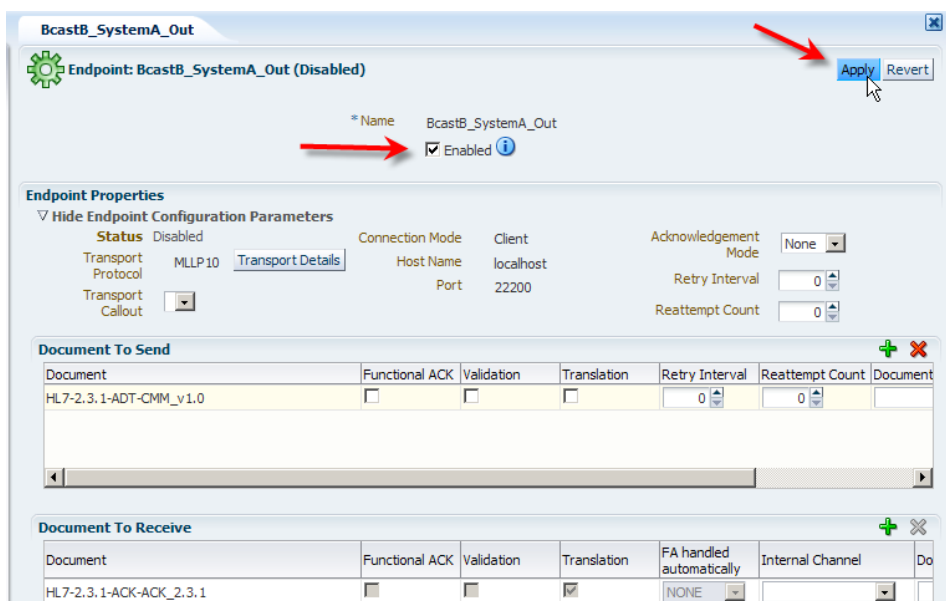 BcastB_SystemA_Out
Endpoint: BcastB_SystemA_Out (Disabled)
Apply Revert
* Name BcastB_SystemA_Out
Enabled
Endpoint Properties
Hide Endpoint Configuration Parameters
Status Disabled
Transport Protocol MLLP10 Transport Details
Transport Callout
Connection Mode Client
Host Name localhost
Port 22200
Acknowledgement Mode None
Retry Interval 0
Reattempt Count 0
Document To Send
Document Functional ACK Validation Translation Retry Interval Reattempt Count Document
HL7-2.3.1-ADT-CMM_v1.0 0 0
Document To Receive
Document Functional ACK Validation Translation FA handled automatically Internal Channel Do
HL7-2.3.1-ACK-ACK_2.3.1 NONE